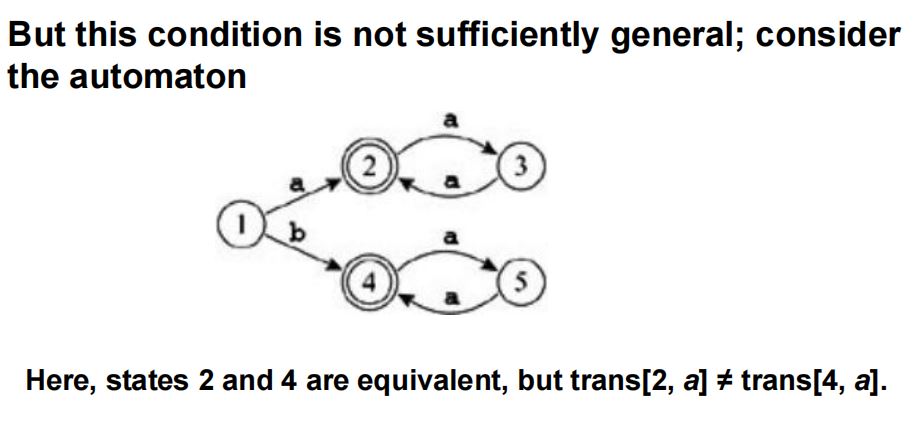 But this condition is not sufficiently general; consider
the automaton
a
2
3
a
a
1
b
a
4
5
a
Here, states 2 and 4 are equivalent, but trans[2, a] ≠ trans[4, a].